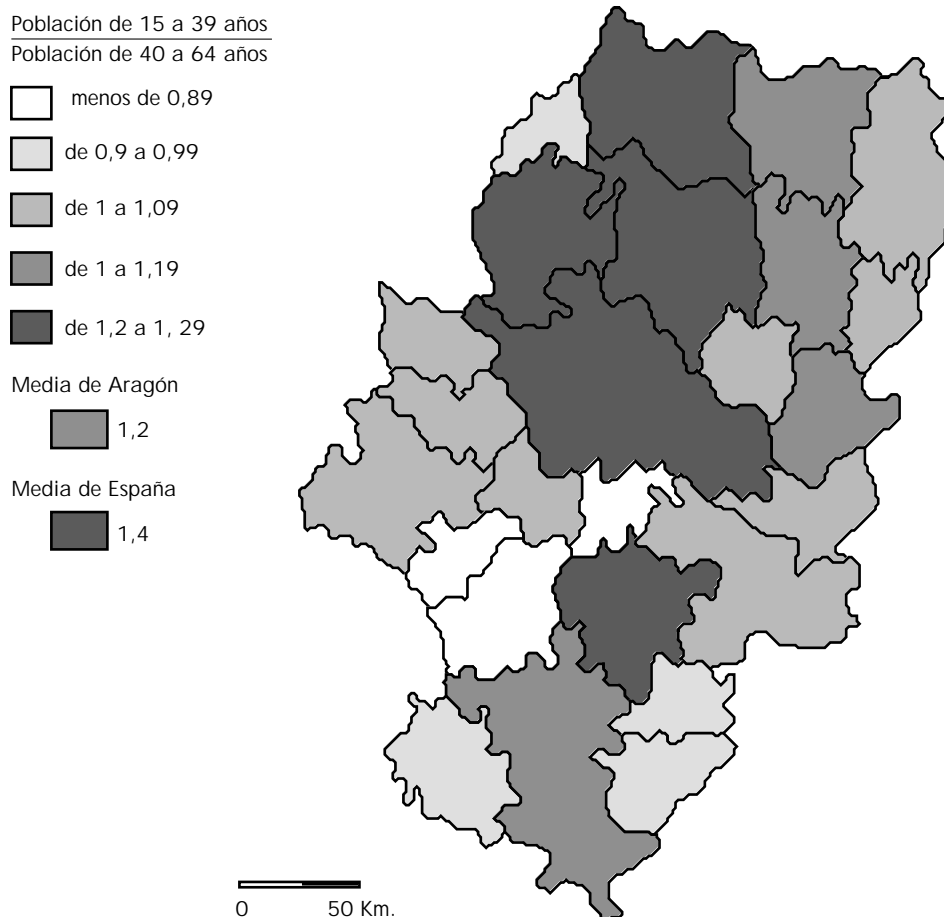 Población de 15 a 39 años
Población de 40 a 64 años
menos de 0,89
de 0,9 a 0,99
de 1 a 1,09
de 1 a 1,19
de 1,2 a 1, 29
Media de Aragón
1,2
Media de España
1,4
0 50 Km.